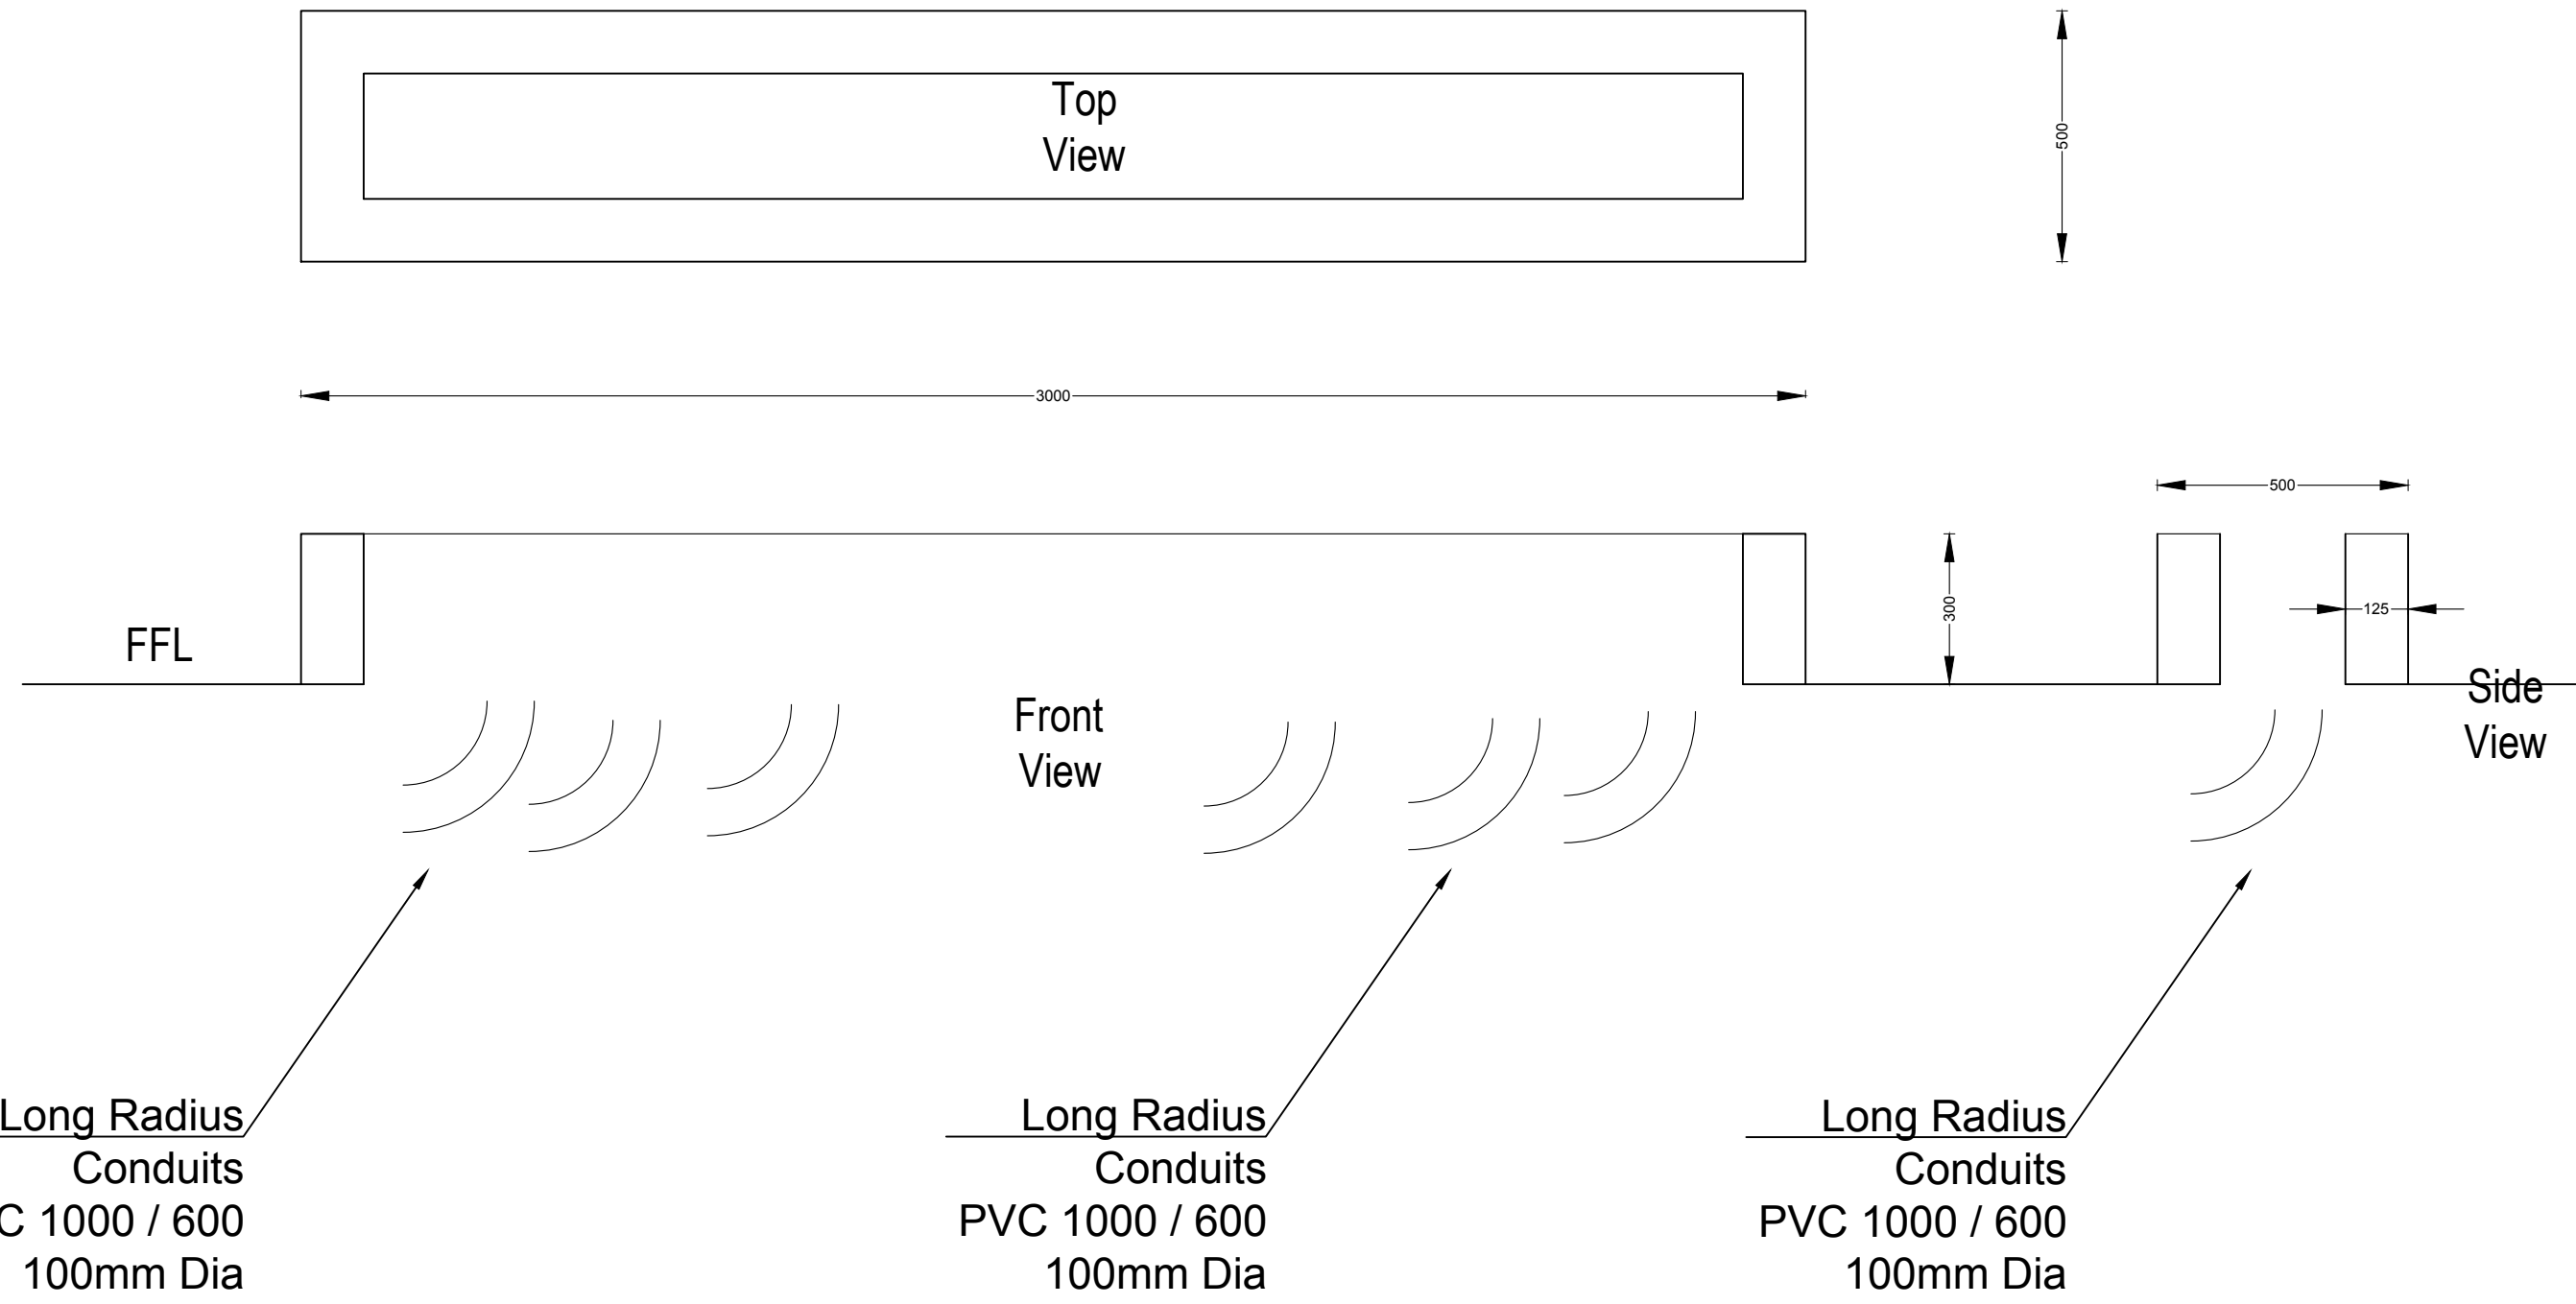 Top
View
500
3000
500
300
125
FFL
Side
View
Front
View
Long Radius
Conduits
C 1000 / 600
100mm Dia
Long Radius
Conduits
PVC 1000 / 600
100mm Dia
Long Radius
Conduits
PVC 1000 / 600
100mm Dia